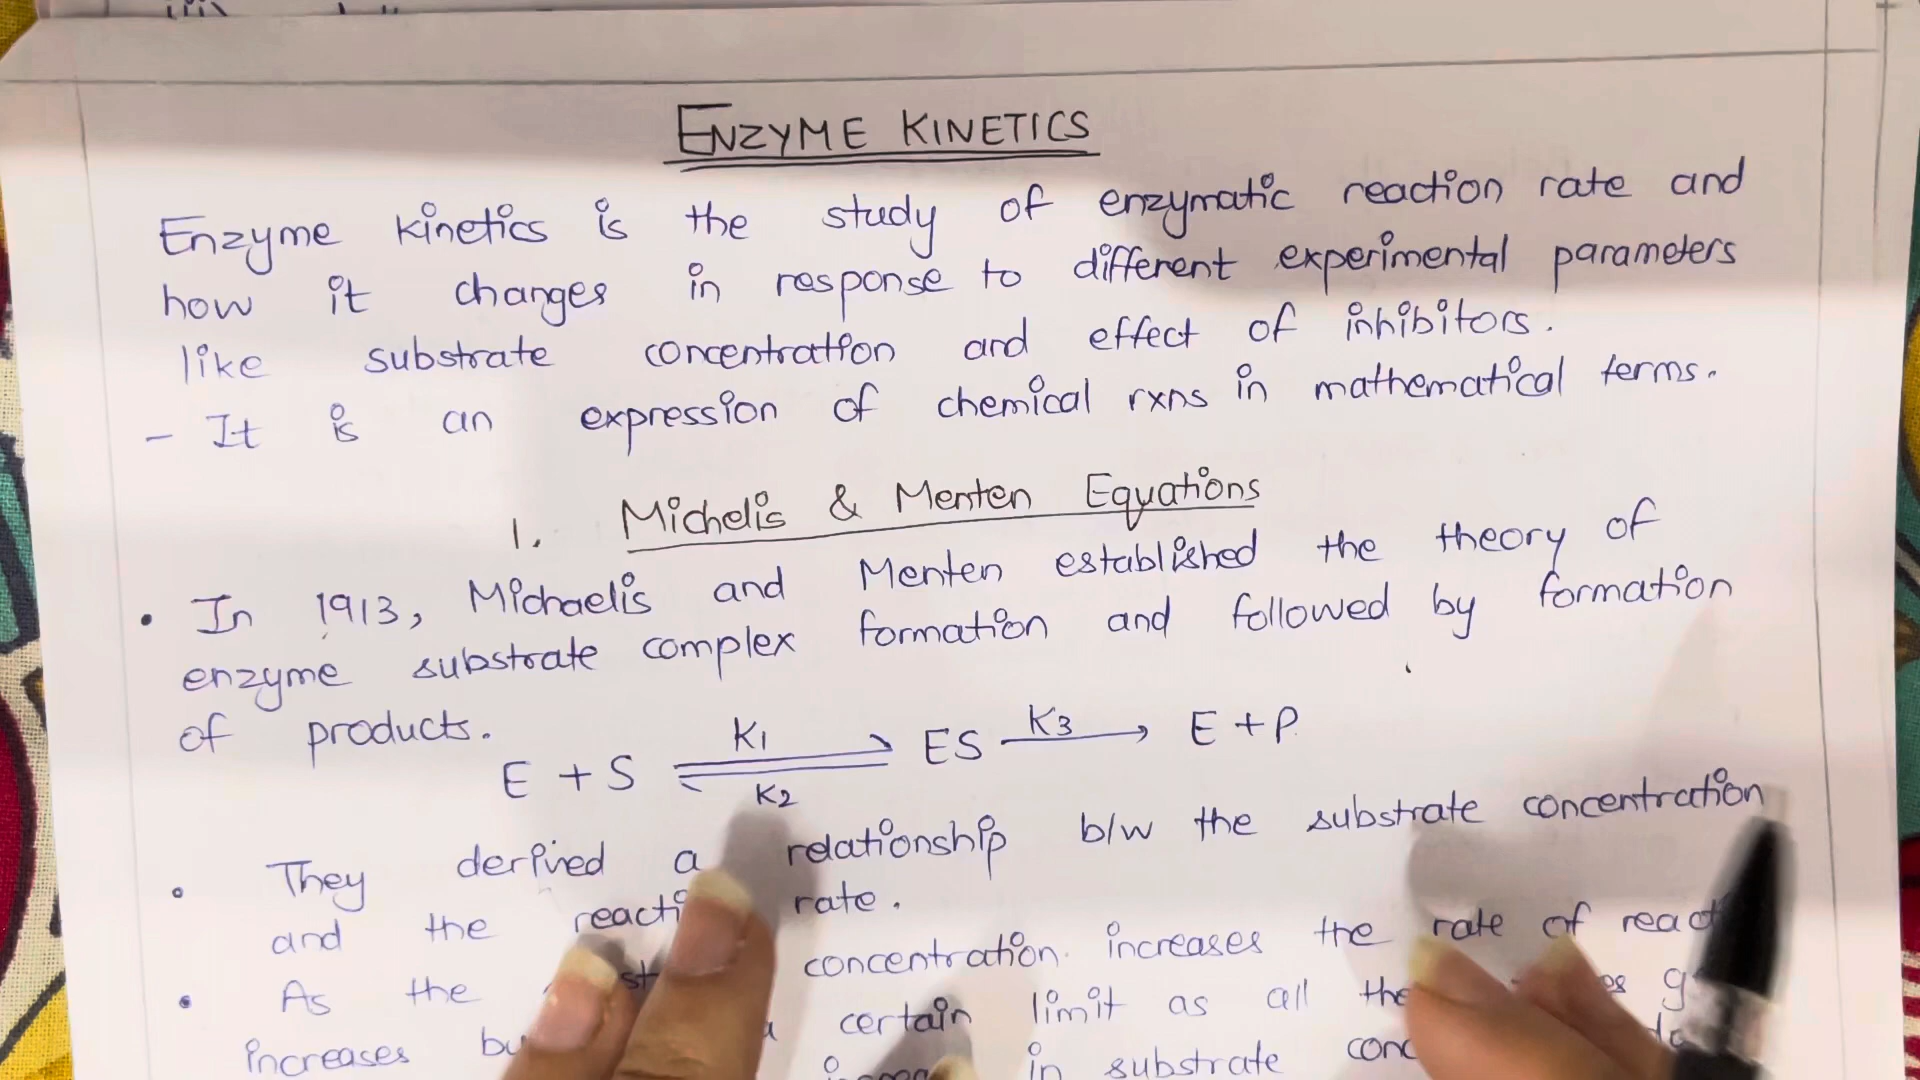 ENZYME KINETICS
Enzyme kinetics is the study of enzymatic reaction rate and
how it changes in response to different experimental parameters
like substrate concentration and effect of inhibitors.
- It is an expression of chemical rxns in mathematical terms.
1. Michelis & Menten Equations
• In 1913, Michaelis and Menten established the theory of
enzyme substrate complex formation and followed by formation
of products.
E + S ⇌ ES → E + P
K1 K2 K3
• They derived a relationship b/w the substrate concentration
and the rate.
• As the concentration increases the rate of
increases certain limit as all
in substrate